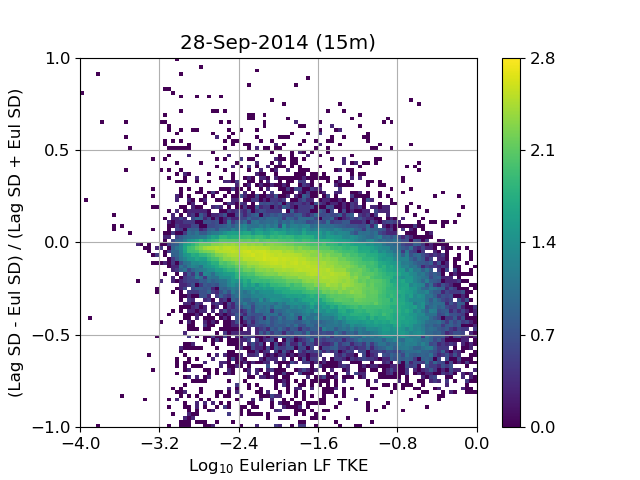 28-Sep-2014 (15m)
(Lag SD - Eul SD) / (Lag SD + Eul SD)
1.0
0.5
0.0
−0.5
−1.0
−4.0 −3.2 −2.4 −1.6 −0.8 0.0
Log₁₀ Eulerian LF TKE
2.8
2.1
1.4
0.7
0.0